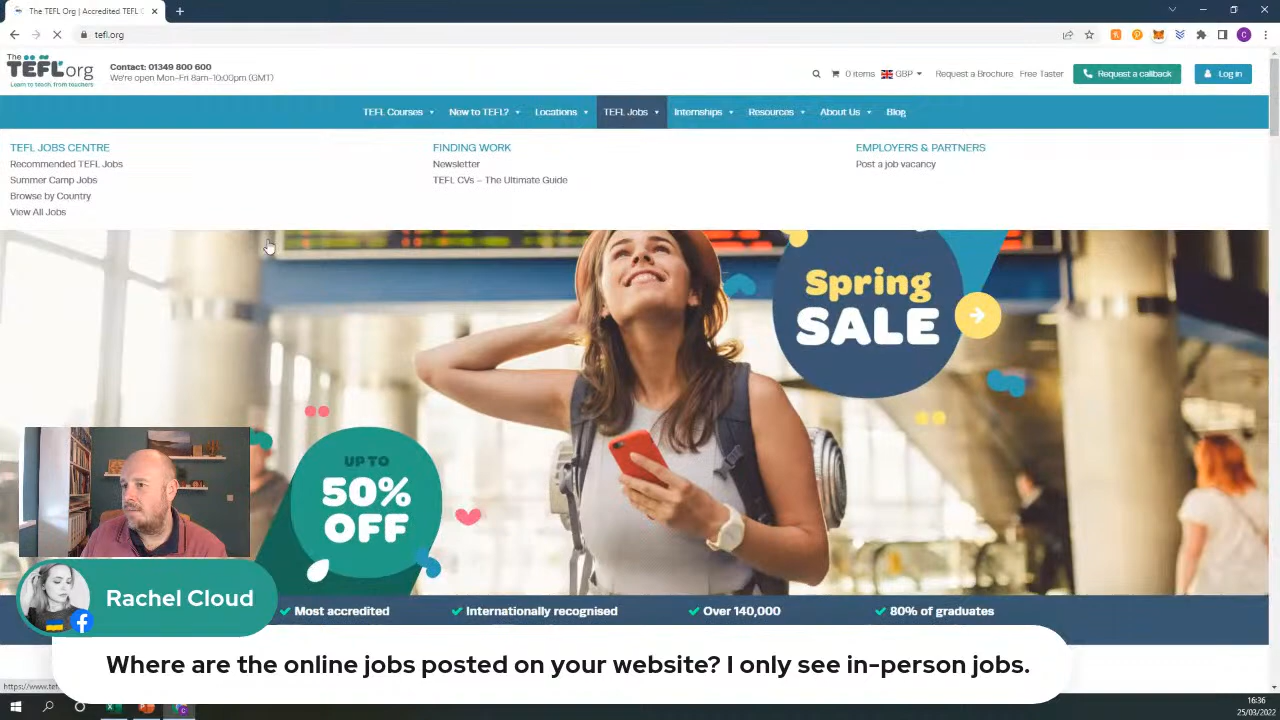 The TEFL Org | Accredited TEFL C
tefl.org
The
TEFL org
Learn to teach, from teachers
Contact: 01349 800 600
We're open Mon-Fri 8am-10:00pm (GMT)
0 items
GBP
Request a Brochure
Free Taster
Request a callback
Log in
TEFL Courses
New to TEFL?
Locations
TEFL Jobs
Internships
Resources
About Us
Blog
TEFL JOBS CENTRE
Recommended TEFL Jobs
Summer Camp Jobs
Browse by Country
View All Jobs
FINDING WORK
Newsletter
TEFL CVs – The Ultimate Guide
EMPLOYERS & PARTNERS
Post a job vacancy
Spring
SALE
UP TO
50%
OFF
Most accredited
Internationally recognised
Over 140,000
80% of graduates
Rachel Cloud
Where are the online jobs posted on your website? I only see in-person jobs.
https://www.tef
16:36
25/03/2022